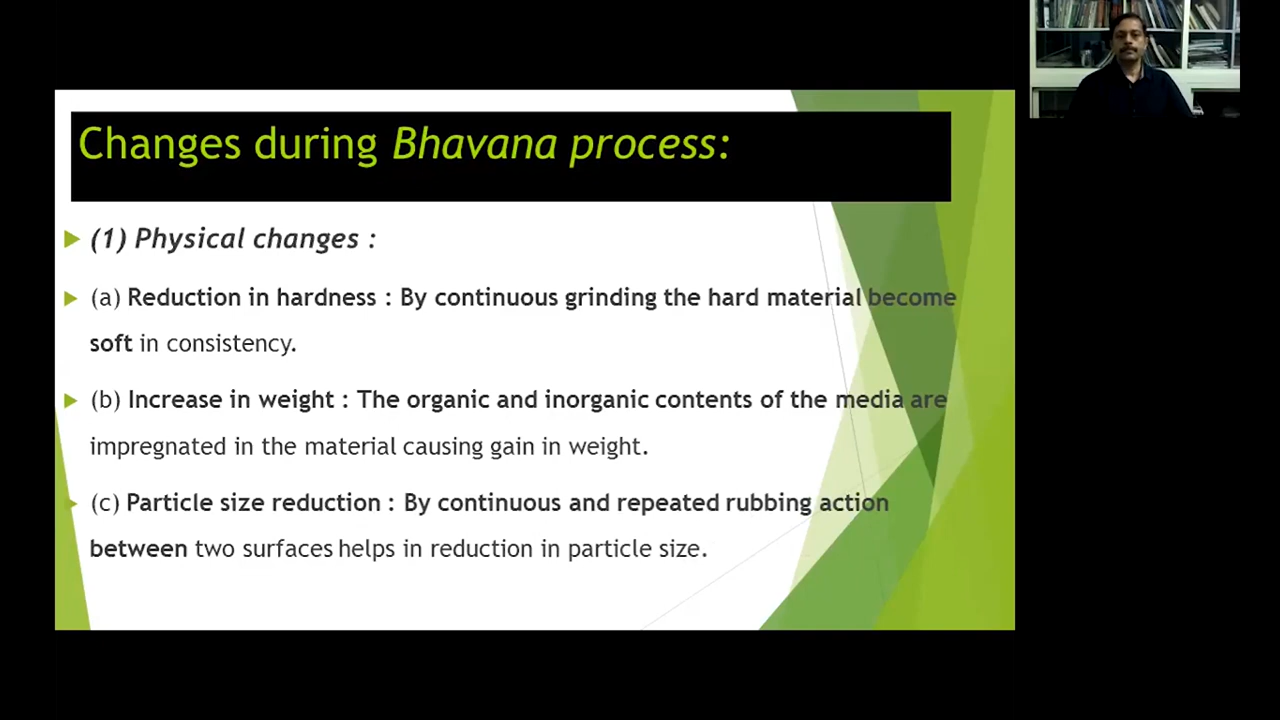 Changes during Bhavana process:
(1) Physical changes :
(a) Reduction in hardness : By continuous grinding the hard material become
soft in consistency.
(b) Increase in weight : The organic and inorganic contents of the media are
impregnated in the material causing gain in weight.
(c) Particle size reduction : By continuous and repeated rubbing action
between two surfaces helps in reduction in particle size.